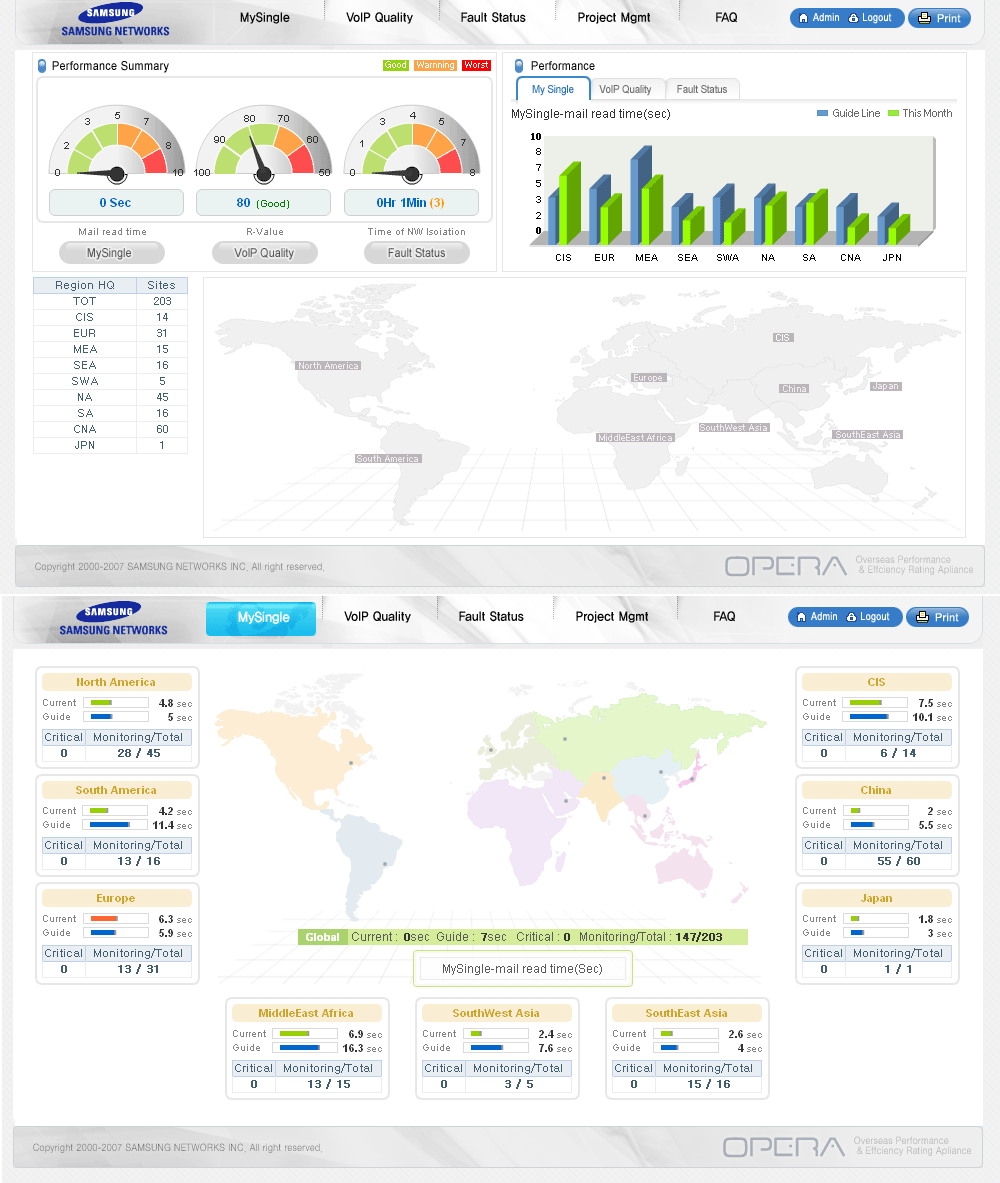 SAMSUNG
SAMSUNG NETWORKS
MySingle VoIP Quality Fault Status Project Mgmt FAQ
Admin Logout Print
Performance Summary
Good Warnning Worst
0 2 3 5 7 8 10
100 90 80 70 60 50
0 1 3 4 5 7 8
0 Sec
80 (Good)
0Hr 1Min (3)
Mail read time
R-Value
Time of NW Isolation
MySingle
VoIP Quality
Fault Status
Performance
My Single VoIP Quality Fault Status
MySingle-mail read time(sec)
Guide Line This Month
10
8
7
5
3
2
0
CIS EUR MEA SEA SWA NA SA CNA JPN
Region HQ Sites
TOT 203
CIS 14
EUR 31
MEA 15
SEA 16
SWA 5
NA 45
SA 16
CNA 60
JPN 1
CIS
North America
Europe
China
Japan
SouthWest Asia
SouthEast Asia
MiddleEast Africa
South America
Copyright 2000-2007 SAMSUNG NETWORKS INC. All right reserved.
OPERA
Overseas Performance
& Effciency Rating Apliance
SAMSUNG
SAMSUNG NETWORKS
MySingle VoIP Quality Fault Status Project Mgmt FAQ
Admin Logout Print
North America
Current 4.8 sec
Guide 5 sec
Critical Monitoring/Total
0 28 / 45
South America
Current 4.2 sec
Guide 11.4 sec
Critical Monitoring/Total
0 13 / 16
Europe
Current 6.3 sec
Guide 5.9 sec
Critical Monitoring/Total
0 13 / 31
CIS
Current 7.5 sec
Guide 10.1 sec
Critical Monitoring/Total
0 6 / 14
China
Current 2 sec
Guide 5.5 sec
Critical Monitoring/Total
0 55 / 60
Japan
Current 1.8 sec
Guide 3 sec
Critical Monitoring/Total
0 1 / 1
Global Current : 0sec Guide : 7sec Critical : 0 Monitoring/Total : 147/203
MySingle-mail read time(Sec)
MiddleEast Africa
Current 6.9 sec
Guide 16.3 sec
Critical Monitoring/Total
0 13 / 15
SouthWest Asia
Current 2.4 sec
Guide 7.6 sec
Critical Monitoring/Total
0 3 / 5
SouthEast Asia
Current 2.6 sec
Guide 4 sec
Critical Monitoring/Total
0 15 / 16
Copyright 2000-2007 SAMSUNG NETWORKS INC. All right reserved.
OPERA
Overseas Performance
& Effciency Rating Apliance